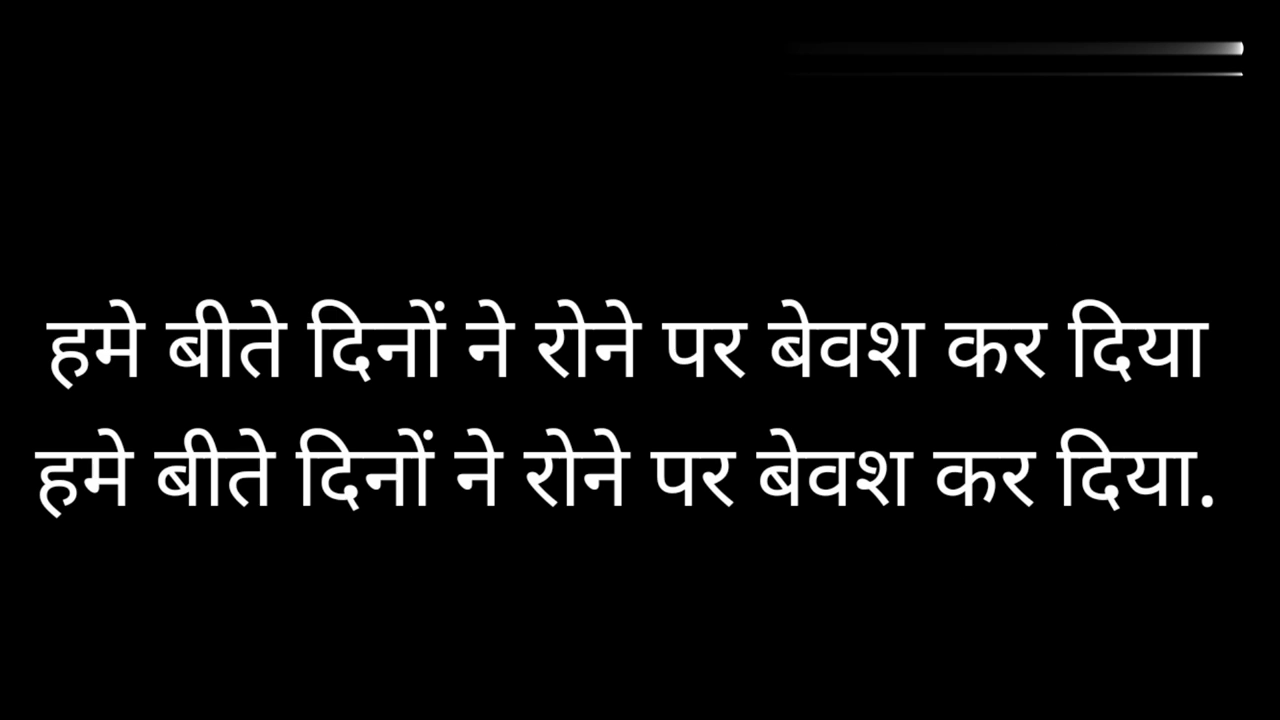 हमे बीते दिनों ने रोने पर बेवश कर दिया
हमे बीते दिनों ने रोने पर बेवश कर दिया.